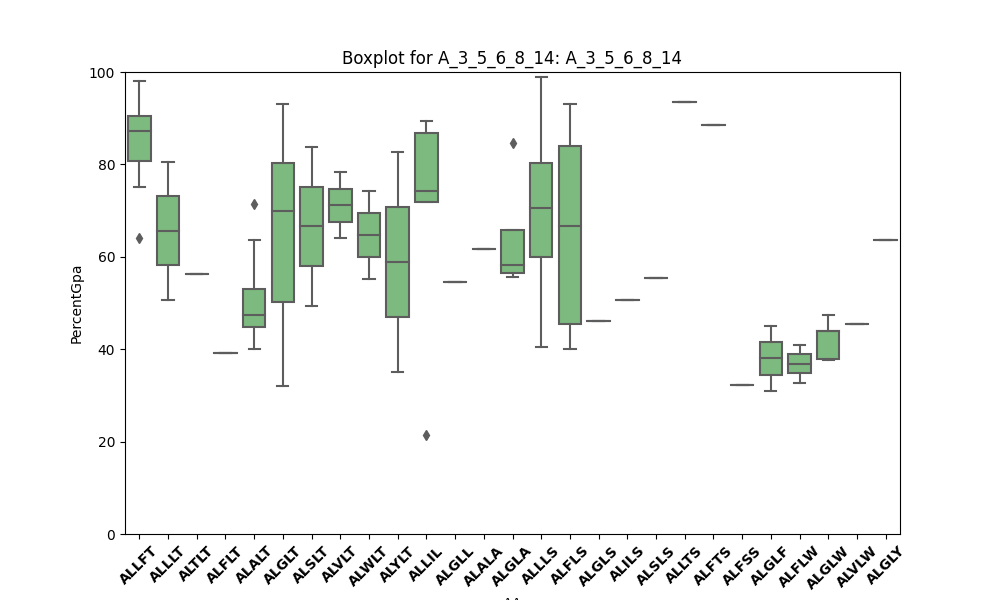 Boxplot for A_3_5_6_8_14: A_3_5_6_8_14
100
80
60
40
20
0
PercentGpa
ALLFT ALLLT ALTLT ALFLT ALALT ALGLT ALSLT ALVLT ALWLT ALYLT ALLIL ALGLL ALALA ALGLA ALLLS ALFLS ALGLS ALILS ALSLS ALLTS ALFTS ALFSS ALGLF ALFLW ALGLW ALVLW ALGLY